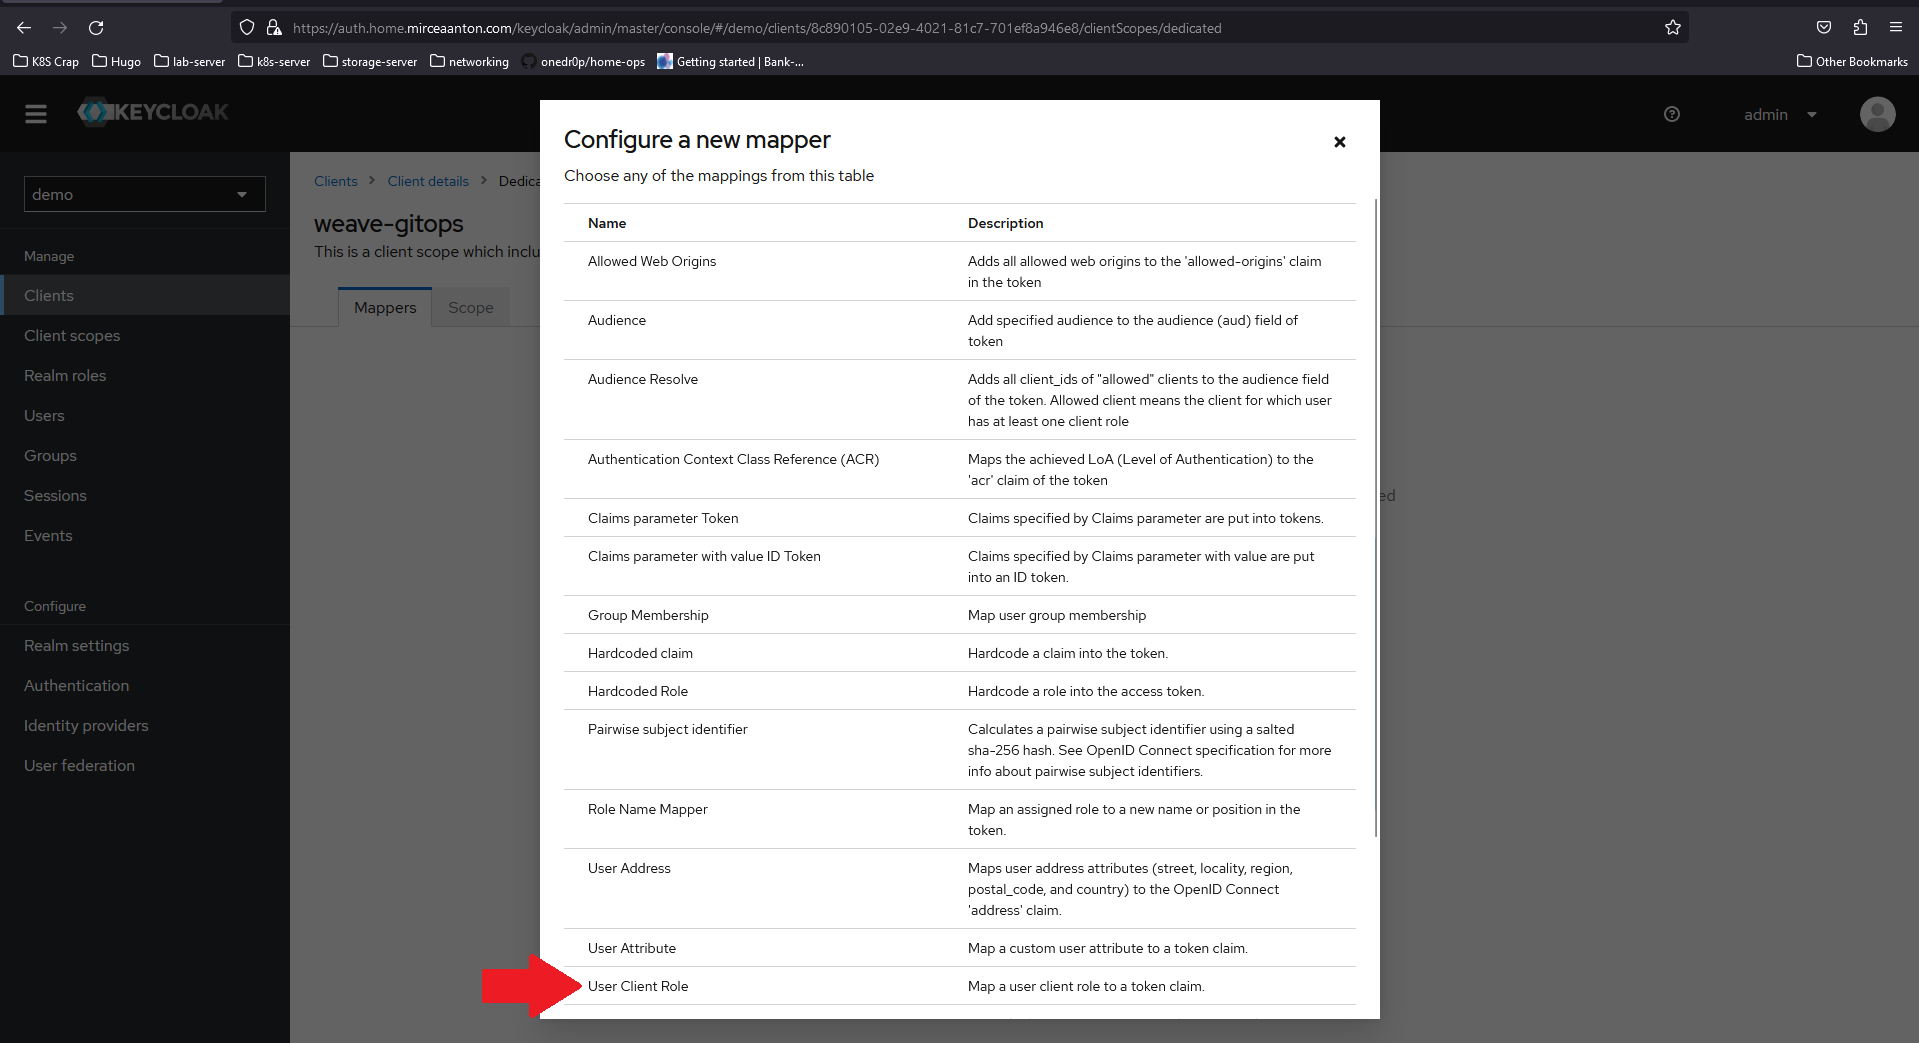 https://auth.home.mirceaanton.com/keycloak/admin/master/console/#/demo/clients/8c890105-02e9-4021-81c7-701ef8a946e8/clientScopes/dedicated
K8S Crap
Hugo
lab-server
k8s-server
storage-server
networking
onedr0p/home-ops
Getting started | Bank-...
Other Bookmarks
KEYCLOAK
admin
demo
Manage
Clients
Client scopes
Realm roles
Users
Groups
Sessions
Events
Configure
Realm settings
Authentication
Identity providers
User federation
Clients
Client details
Dedica
weave-gitops
This is a client scope which inclu
Mappers
Scope
ed
Configure a new mapper
Choose any of the mappings from this table
Name
Description
Allowed Web Origins
Adds all allowed web origins to the 'allowed-origins' claim
in the token
Audience
Add specified audience to the audience (aud) field of
token
Audience Resolve
Adds all client_ids of "allowed" clients to the audience field
of the token. Allowed client means the client for which user
has at least one client role
Authentication Context Class Reference (ACR)
Maps the achieved LoA (Level of Authentication) to the
'acr' claim of the token
Claims parameter Token
Claims specified by Claims parameter are put into tokens.
Claims parameter with value ID Token
Claims specified by Claims parameter with value are put
into an ID token.
Group Membership
Map user group membership
Hardcoded claim
Hardcode a claim into the token.
Hardcoded Role
Hardcode a role into the access token.
Pairwise subject identifier
Calculates a pairwise subject identifier using a salted
sha-256 hash. See OpenID Connect specification for more
info about pairwise subject identifiers.
Role Name Mapper
Map an assigned role to a new name or position in the
token.
User Address
Maps user address attributes (street, locality, region,
postal_code, and country) to the OpenID Connect
'address' claim.
User Attribute
Map a custom user attribute to a token claim.
User Client Role
Map a user client role to a token claim.